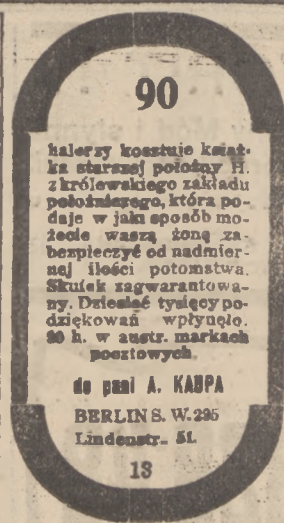 90
halerzy kosztuje książ-
ka starszej położny H.
z królewskiego zakładu
położniczego, która po-
daje w jaki sposób mo-
żecie waszą żonę za-
bezpieczyć od nadmier-
nej ilości potomstwa.
Skutek zagwarantowa-
ny. Dziesięć tysięcy po-
dziękowań wpłynęło.
90 h. w austr. markach
pocztowych
do pani A. KAUPA
BERLIN S. W. 295
Lindenstr. 51.
13